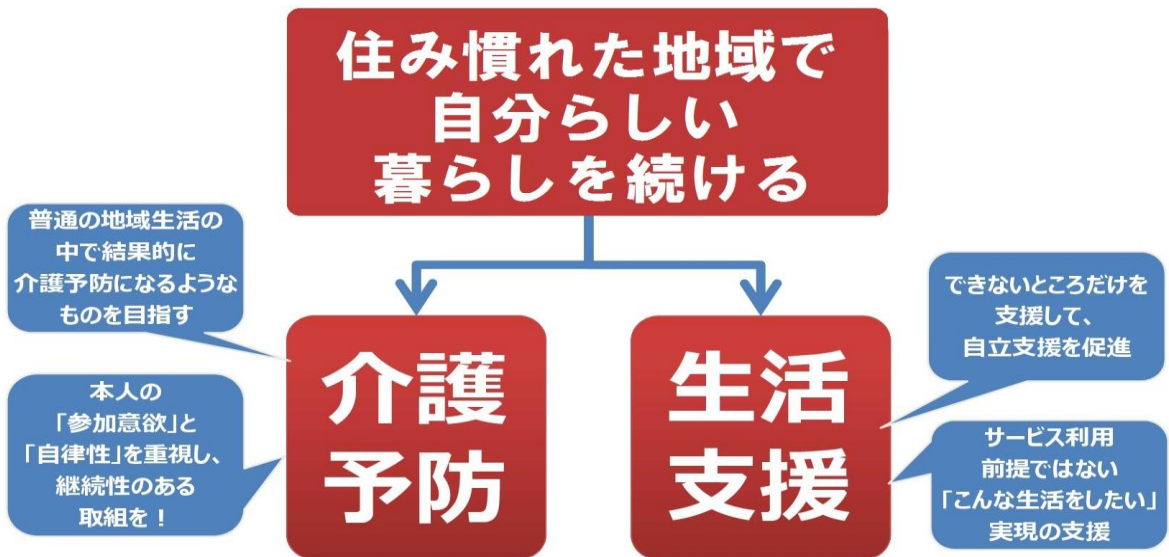 住み慣れた地域で
自分らしい
暮らしを続ける
普通の地域生活の
中で結果的に
介護予防になるような
ものを目指す
本人の
「参加意欲」と
「自律性」を重視し、
継続性のある
取組を！
介護
予防
生活
支援
できないところだけを
支援して、
自立支援を促進
サービス利用
前提ではない
「こんな生活をしたい」
実現の支援